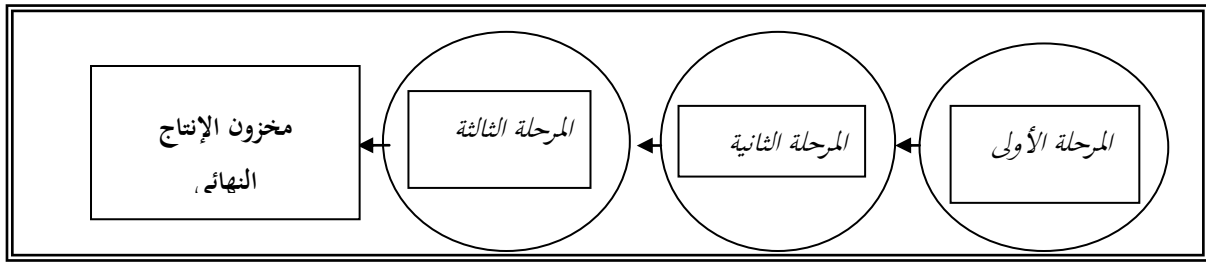 المرحلة الأولى
المرحلة الثانية
المرحلة الثالثة
مخزون الإنتاج
النهائي